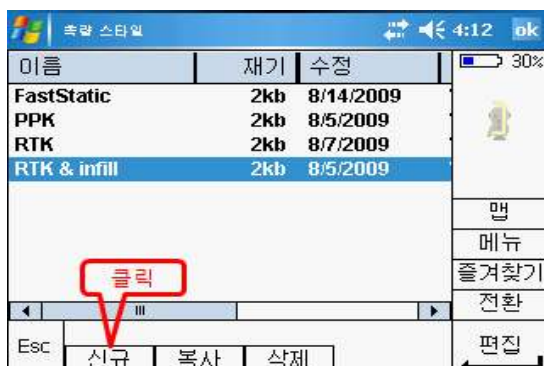 측량 스타일 4:12 ok
이름 재기 수정 30%
FastStatic 2kb 8/14/2009
PPK 2kb 8/5/2009
RTK 2kb 8/7/2009
RTK & infill 2kb 8/5/2009
맵
메뉴
즐겨찾기
전환
클릭
Esc 신규 복사 삭제 편집